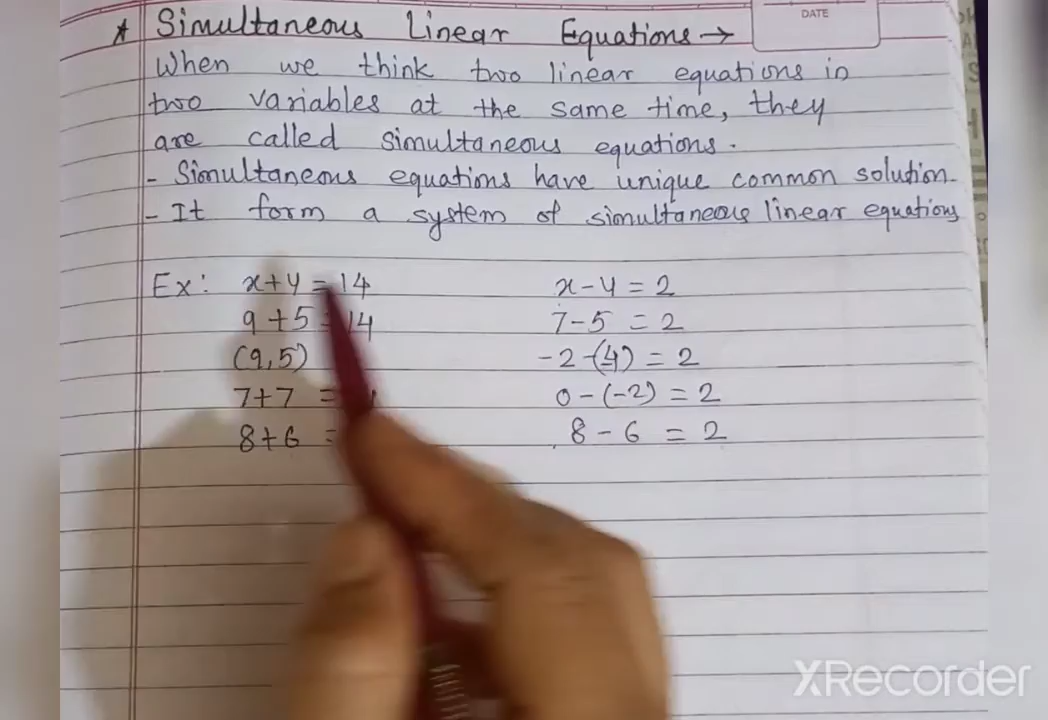 DATE
* Simultaneous Linear Equations →
When we think two linear equations in
two variables at the same time, they
are called simultaneous equations.
- Simultaneous equations have unique common solution.
- It form a system of simultaneous linear equations
Ex: x+y=14 x-y=2
9+5=14 7-5=2
(9,5) -2-(4)=2
7+7= 0-(-2)=2
8+6= 8-6=2
XRecorder